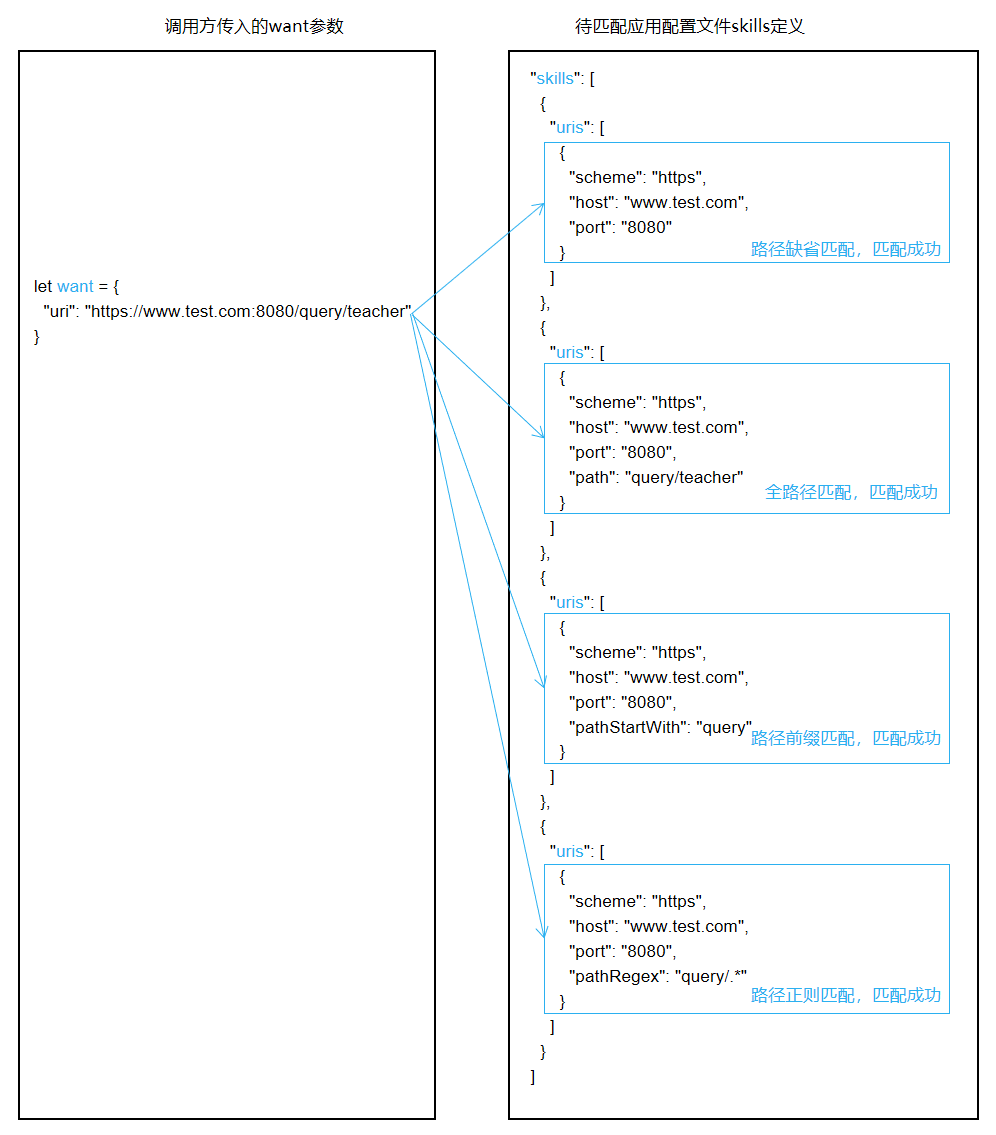 调用方传入的want参数
待匹配应用配置文件skills定义
let want = {
"uri": "https://www.test.com:8080/query/teacher"
}
"skills": [
{
"uris": [
{
"scheme": "https",
"host": "www.test.com",
"port": "8080"
路径缺省匹配，匹配成功
}
]
},
{
"uris": [
{
"scheme": "https",
"host": "www.test.com",
"port": "8080",
"path": "query/teacher"
全路径匹配，匹配成功
}
]
},
{
"uris": [
{
"scheme": "https",
"host": "www.test.com",
"port": "8080",
"pathStartWith": "query"
路径前缀匹配，匹配成功
}
]
},
{
"uris": [
{
"scheme": "https",
"host": "www.test.com",
"port": "8080",
"pathRegex": "query/.*"
路径正则匹配，匹配成功
}
]
}
]